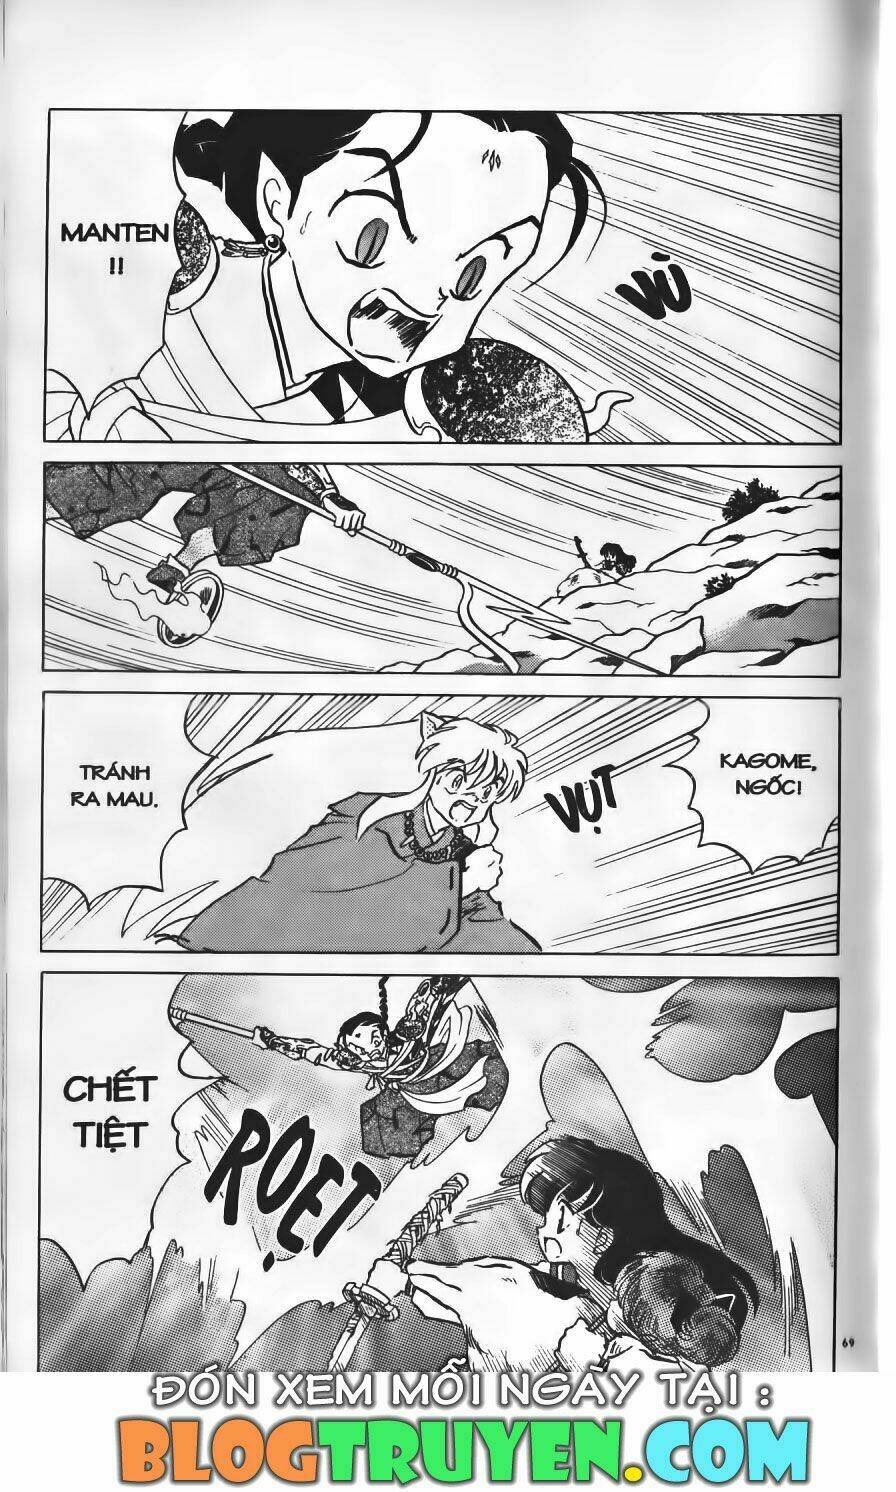 MANTEN
!!
VÙ
KAGOME,
NGỐC!
VỤT
TRÁNH
RA MAU.
CHẾT
TIỆT
RỌET
69
ĐÓN XEM MỖI NGÀY TẠI :
BLOGTRUYEN.COM